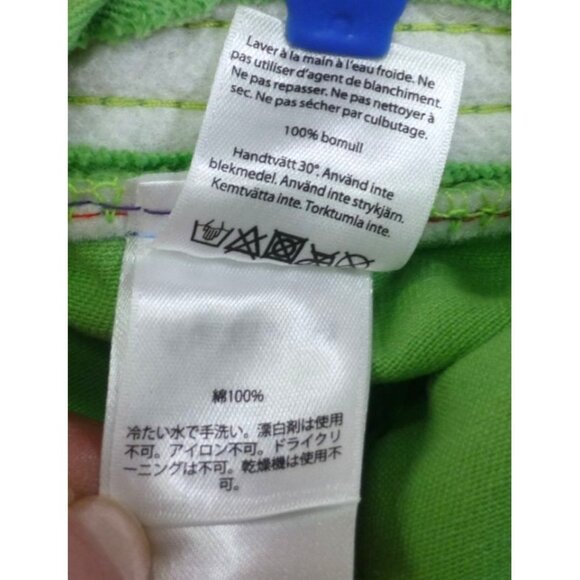 Laver à la main à l'eau froide. Ne
pas utiliser d'agent de blanchiment.
Ne pas repasser. Ne pas nettoyer à
sec. Ne pas sécher par culbutage.
100% bomull
Handtvätt 30°. Använd inte
blekmedel. Använd inte strykjärn.
Kemtvätta inte. Torktumla inte.
綿100%
冷たい水で手洗い。漂白剤は使用
不可。アイロン不可。ドライクリ
ーニングは不可。乾燥機は使用不
可。